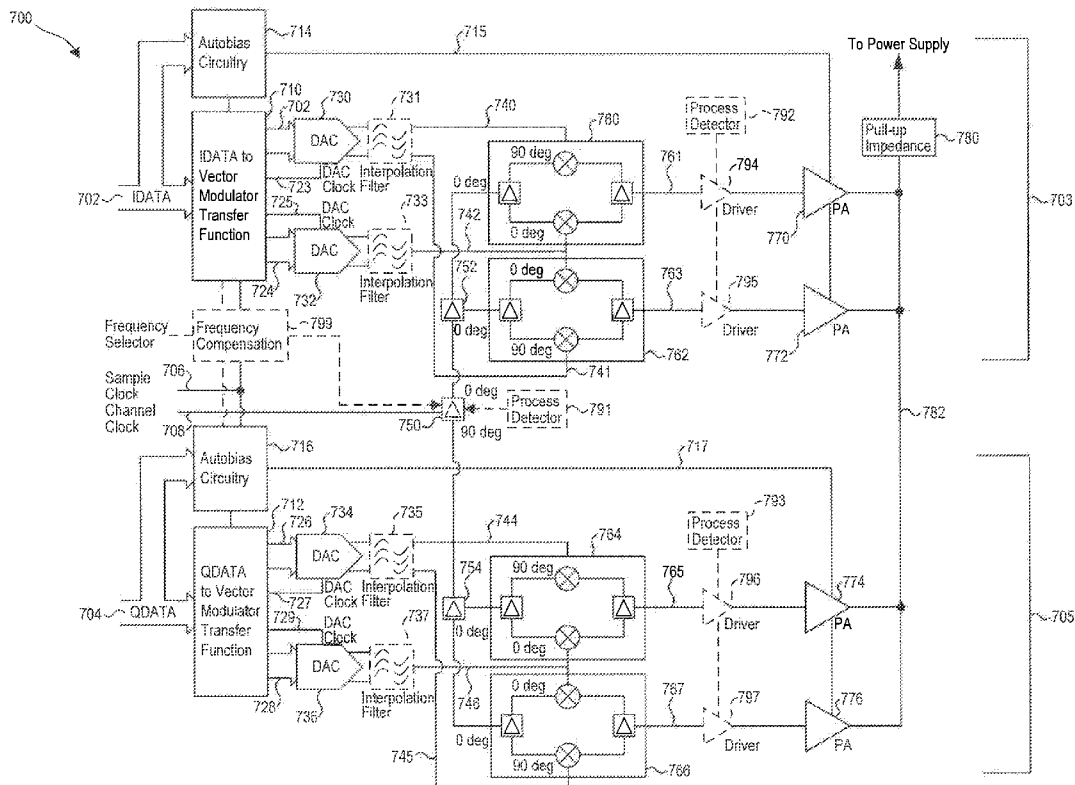 700
714
Autobias
Circuitry
715
To Power Supply
710
702
730
731
740
760
Process
Detector
792
Pull-up
Impedance
780
IDATA to
Vector
Modulator
Transfer
Function
702
IDATA
DAC
723
DAC
Clock
Interpolation
Filter
725
DAC
Clock
733
742
90 deg
0 deg
0 deg
761
794
Driver
770
PA
703
DAC
724
732
Interpolation
Filter
752
0 deg
0 deg
90 deg
763
795
Driver
772
PA
762
741
Frequency
Selector
Frequency
Compensation
799
706
Sample
Clock
Channel
Clock
708
0 deg
750
90 deg
Process
Detector
791
782
716
Autobias
Circuitry
717
712
726
734
735
744
764
Process
Detector
793
QDATA
to Vector
Modulator
Transfer
Function
704
QDATA
DAC
727
DAC
Clock
Interpolation
Filter
729
DAC
Clock
737
754
0 deg
90 deg
0 deg
765
796
Driver
774
PA
705
DAC
728
736
Interpolation
Filter
746
745
0 deg
0 deg
90 deg
767
797
Driver
776
PA
766